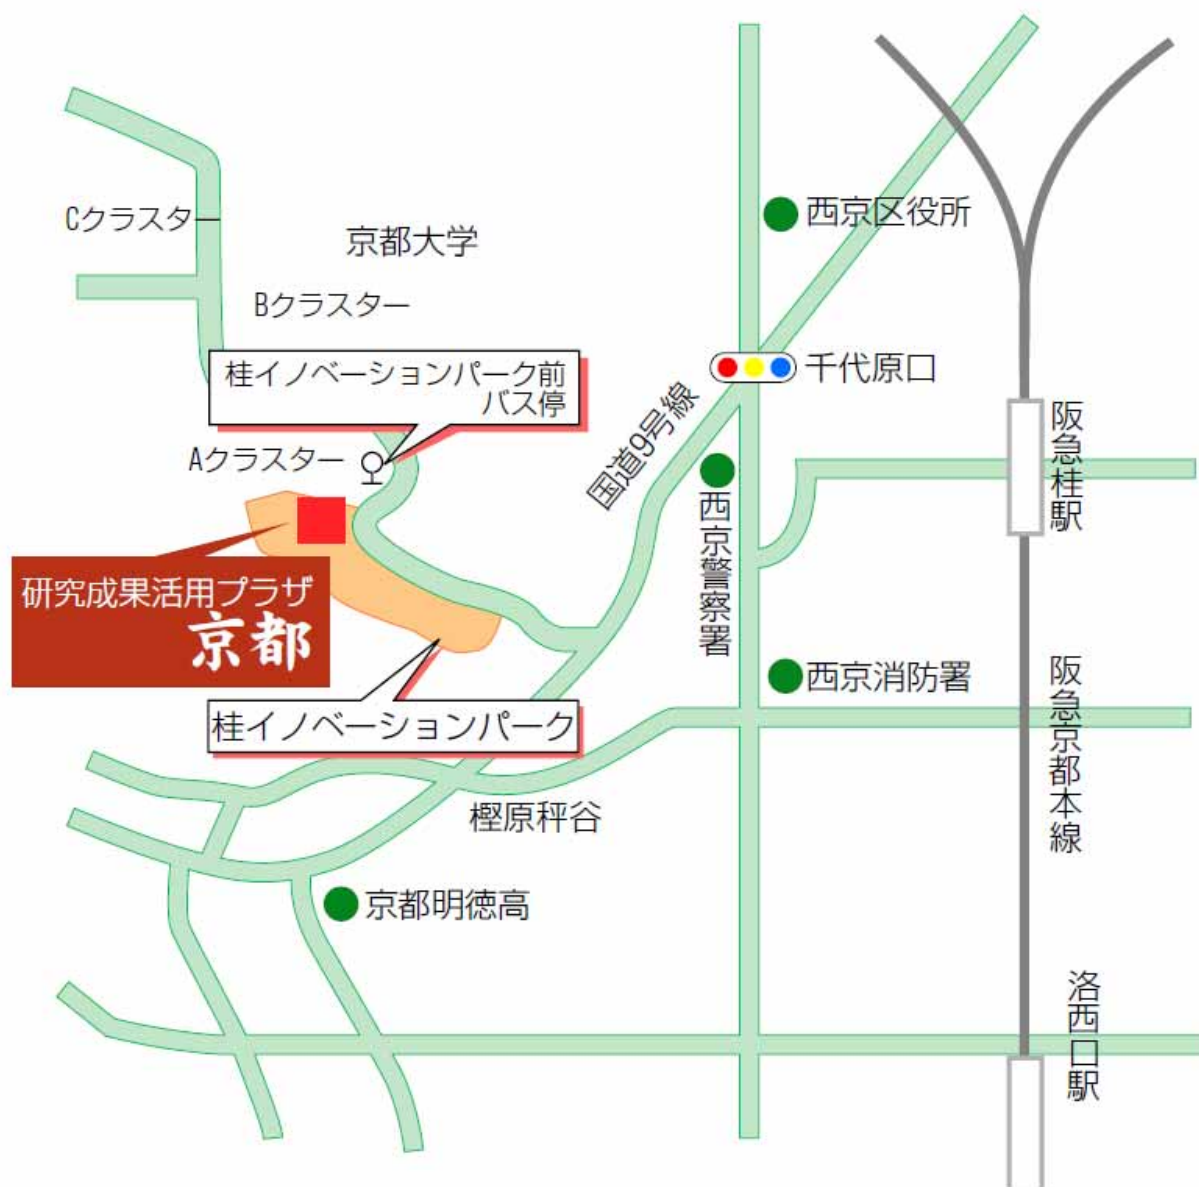 西京区役所
Cクラスター
京都大学
Bクラスター
桂イノベーションパーク前
バス停
千代原口
国道9号線
阪急桂駅
Aクラスター
西京警察署
研究成果活用プラザ
京都
西京消防署
阪急京都本線
桂イノベーションパーク
樫原秤谷
京都明徳高
洛西口駅